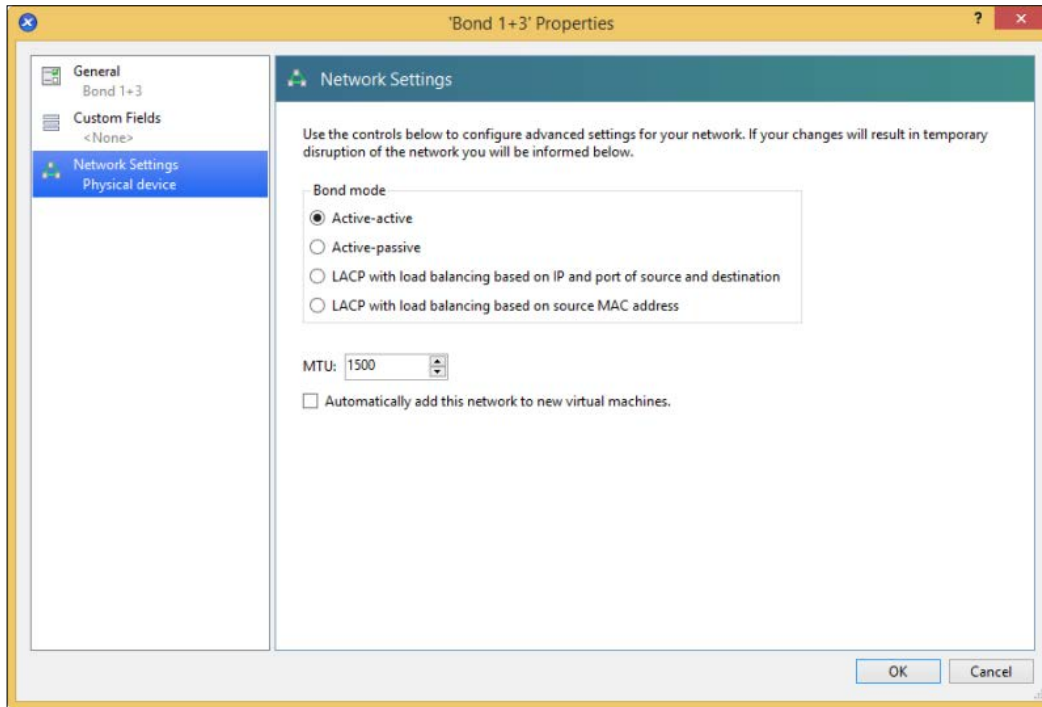 'Bond 1+3' Properties
?
General
Bond 1+3
Custom Fields
<None>
Network Settings
Physical device
Network Settings
Use the controls below to configure advanced settings for your network. If your changes will result in temporary
disruption of the network you will be informed below.
Bond mode
Active-active
Active-passive
LACP with load balancing based on IP and port of source and destination
LACP with load balancing based on source MAC address
MTU: 1500
Automatically add this network to new virtual machines.
OK Cancel